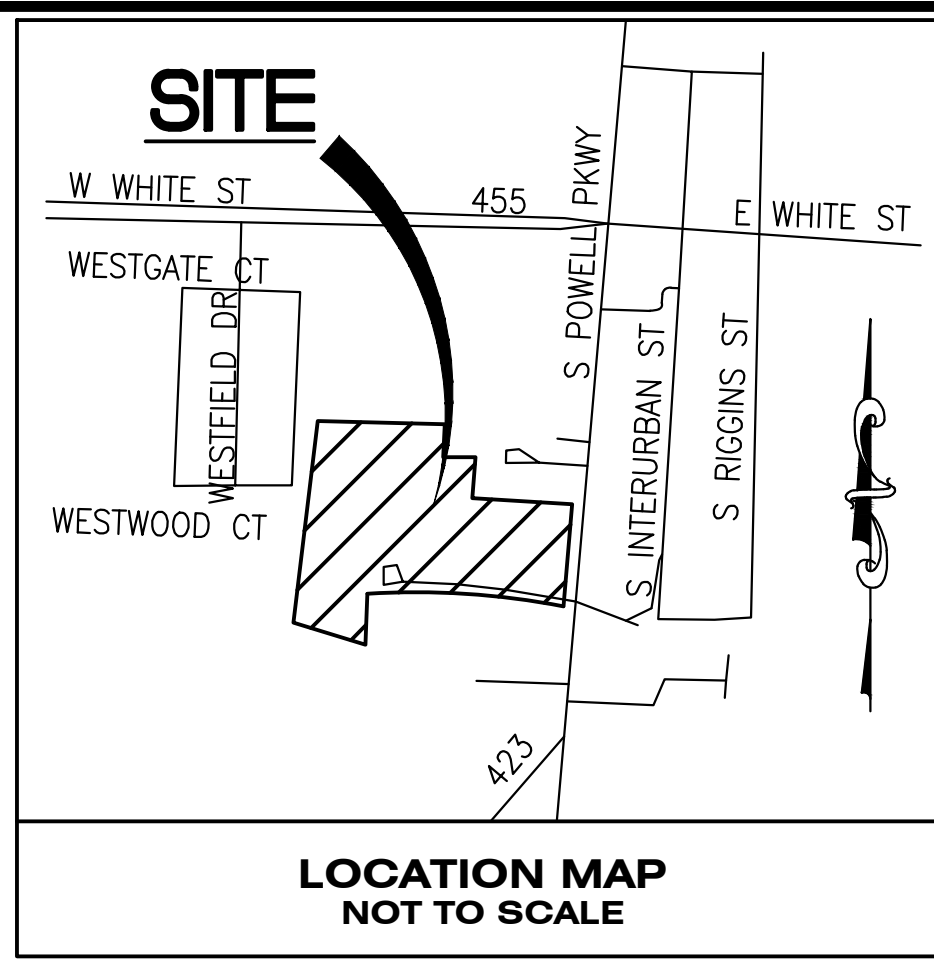 SITE
W WHITE ST
455
S POWELL PKWY
E WHITE ST
WESTGATE CT
WESTFIELD DR
S INTERURBAN ST
S RIGGINS ST
WESTWOOD CT
423
LOCATION MAP
NOT TO SCALE